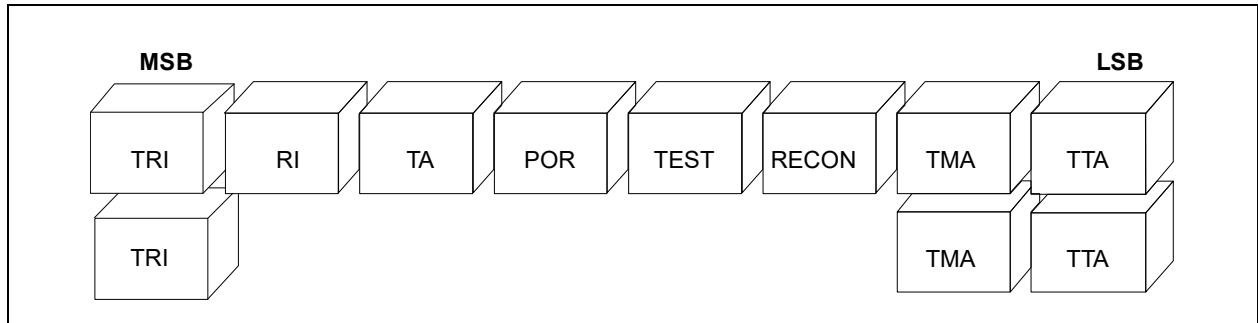 MSB LSB
TRI RI TA POR TEST RECON TMA TTA
TRI TMA TTA